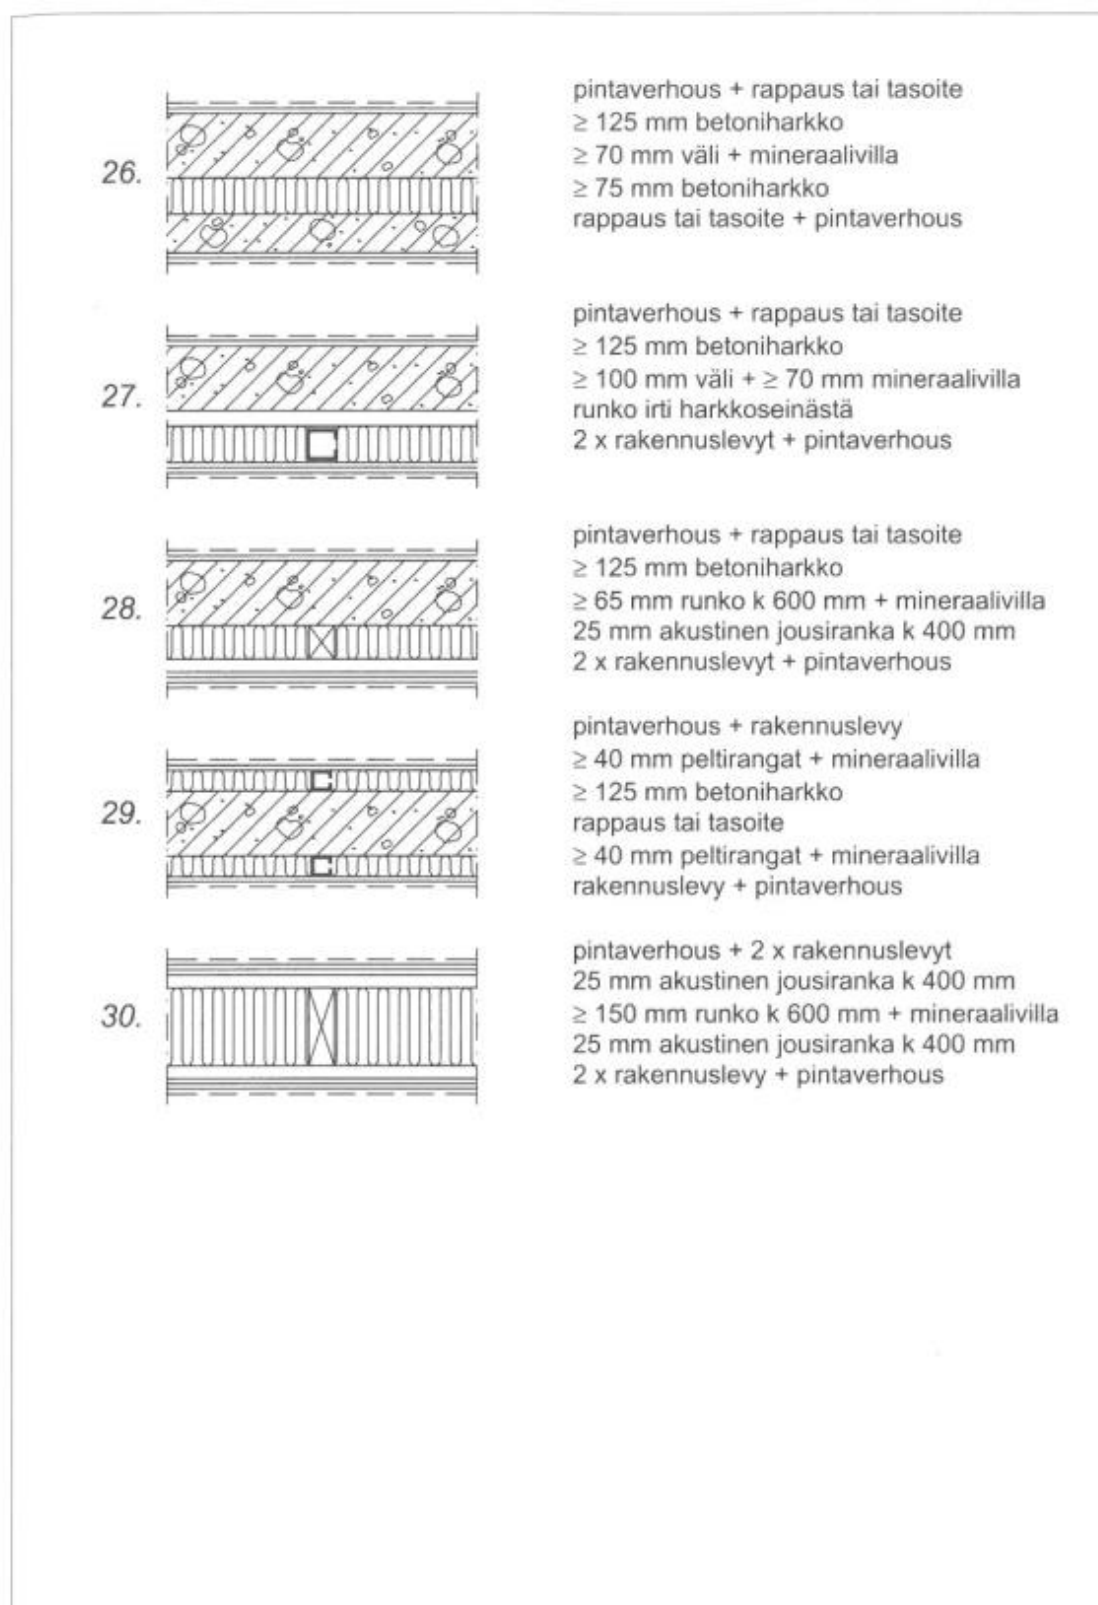 26.
pintaverhous + rappaus tai tasoite
≥ 125 mm betoniharkko
≥ 70 mm väli + mineraalivilla
≥ 75 mm betoniharkko
rappaus tai tasoite + pintaverhous
27.
pintaverhous + rappaus tai tasoite
≥ 125 mm betoniharkko
≥ 100 mm väli + ≥ 70 mm mineraalivilla
runko irti harkkoseinästä
2 x rakennuslevyt + pintaverhous
28.
pintaverhous + rappaus tai tasoite
≥ 125 mm betoniharkko
≥ 65 mm runko k 600 mm + mineraalivilla
25 mm akustinen jousiranka k 400 mm
2 x rakennuslevyt + pintaverhous
29.
pintaverhous + rakennuslevy
≥ 40 mm peltirangat + mineraalivilla
≥ 125 mm betoniharkko
rappaus tai tasoite
≥ 40 mm peltirangat + mineraalivilla
rakennuslevy + pintaverhous
30.
pintaverhous + 2 x rakennuslevyt
25 mm akustinen jousiranka k 400 mm
≥ 150 mm runko k 600 mm + mineraalivilla
25 mm akustinen jousiranka k 400 mm
2 x rakennuslevy + pintaverhous